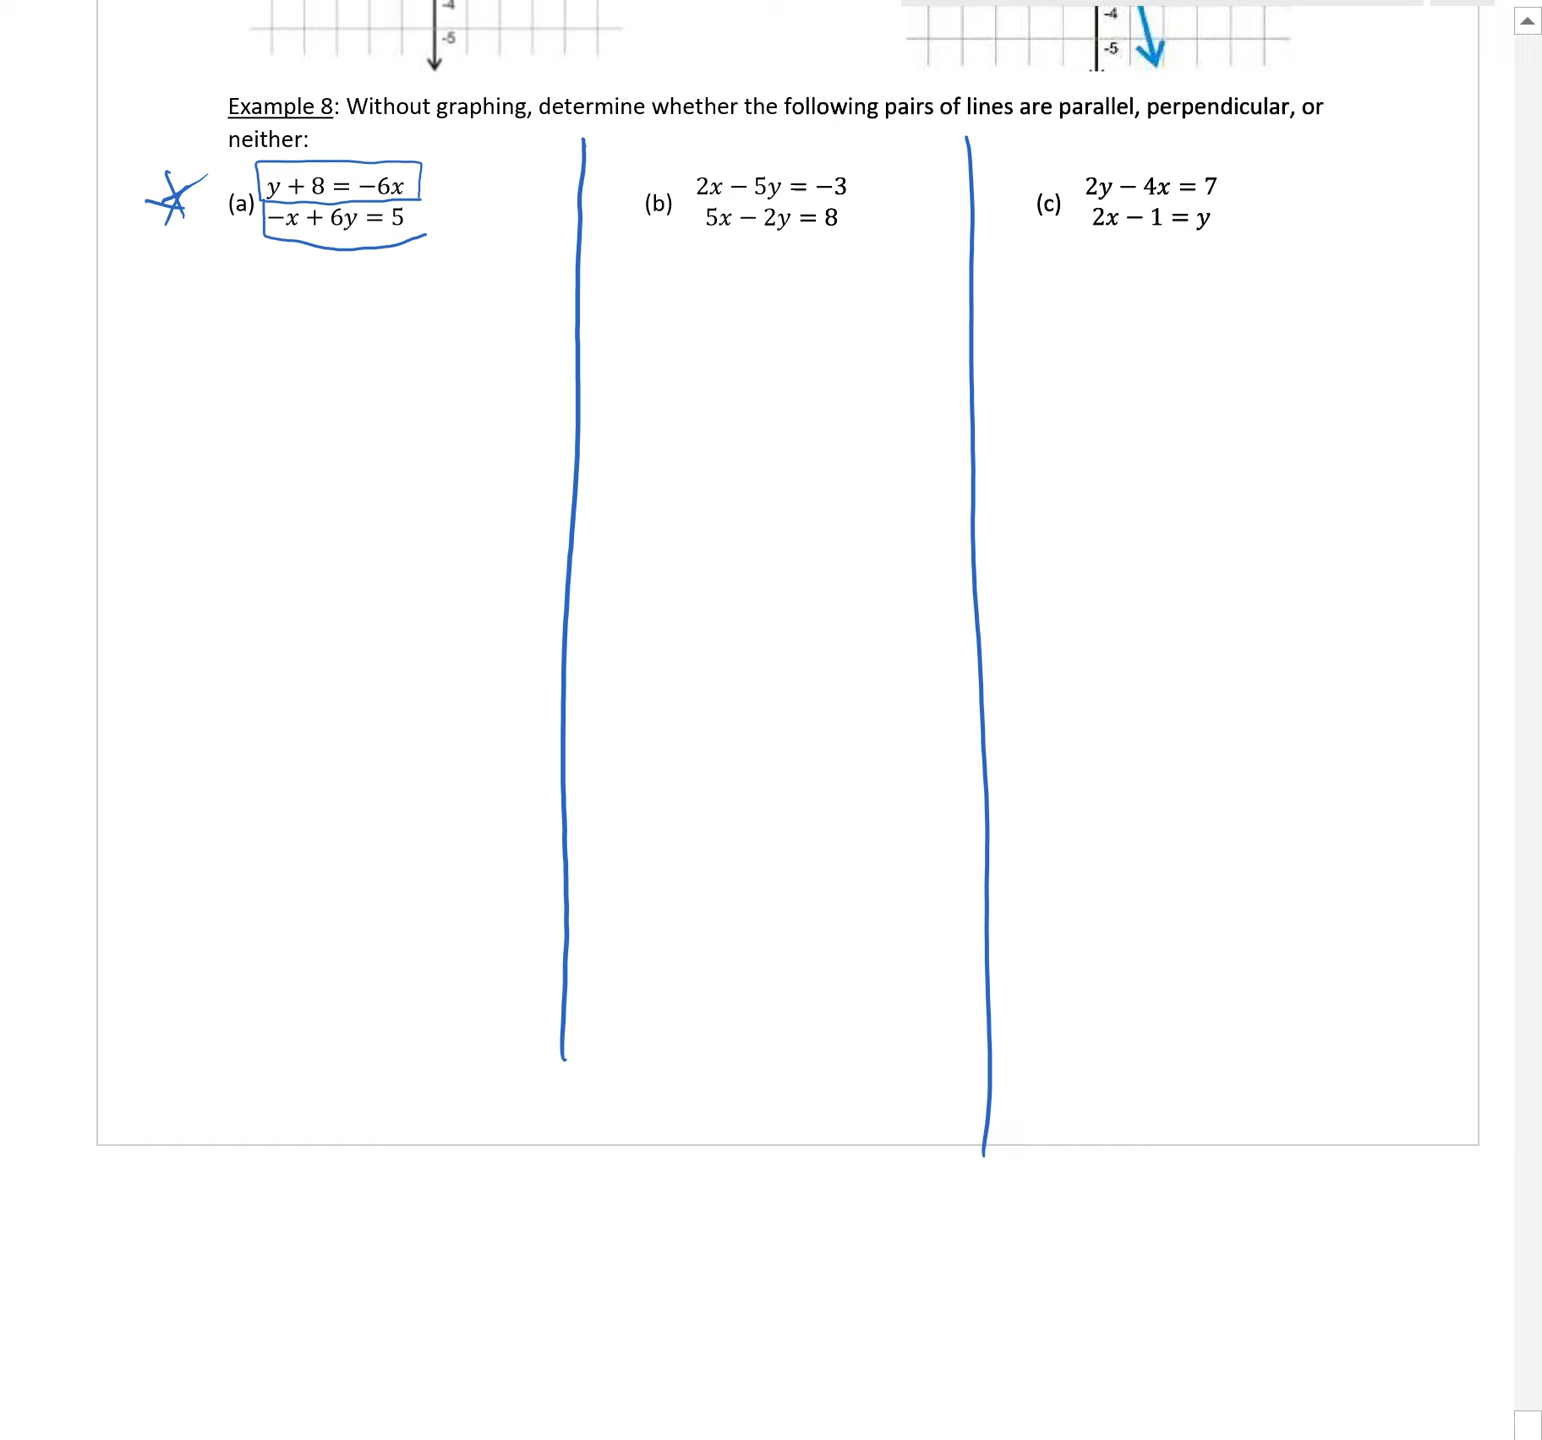 -4
-5
-4
-5
Example 8: Without graphing, determine whether the following pairs of lines are parallel, perpendicular, or
neither:
(a) y + 8 = −6x
−x + 6y = 5
(b) 2x − 5y = −3
5x − 2y = 8
(c) 2y − 4x = 7
2x − 1 = y